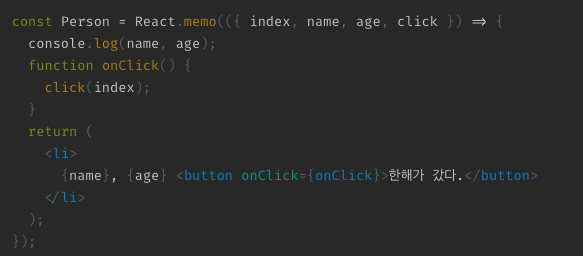 const Person = React.memo(({ index, name, age, click }) => {
  console.log(name, age);
  function onClick() {
    click(index);
  }
  return (
    <li>
      {name}, {age} <button onClick={onClick}>한해가 갔다.</button>
    </li>
  );
});